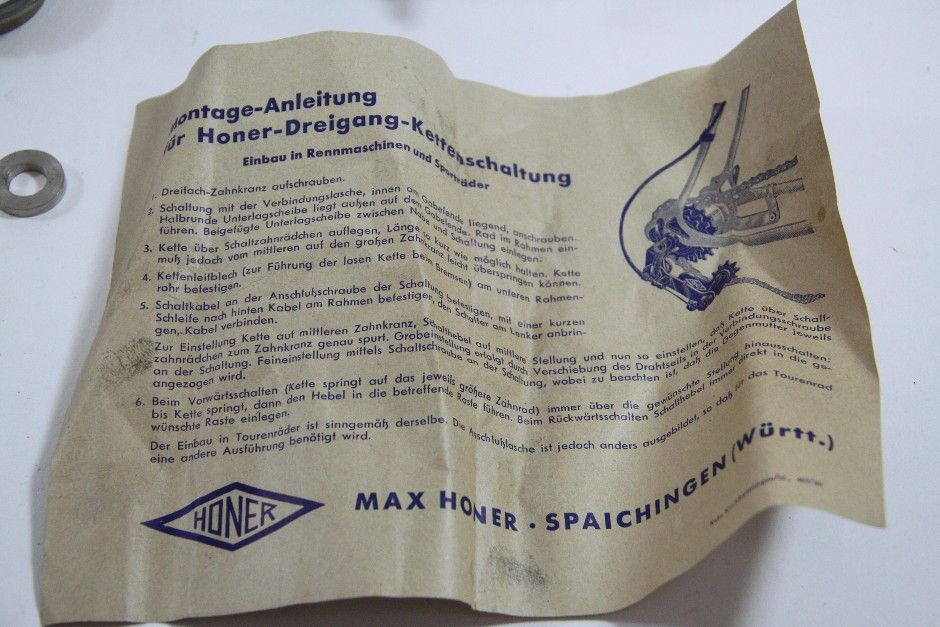 Montage-Anleitung
für Honer-Dreigang-Kettenschaltung
Einbau in Rennmaschinen und Sporträder
1. Dreifach-Zahnkranz aufschrauben.
2. Schaltung mit der Verbindungslasche, innen am Gabelende liegend, anschrauben.
Halbrunde Unterlagscheibe liegt außen auf dem Gabelende. Rad im Rahmen ein-
führen. Beigefügte Unterlagscheibe zwischen Nabe und Schaltung einlegen.
3. Kette über Schaltzahnrädchen auflegen, Länge so kurz wie möglich halten. Kette
muß jedoch vom mittleren auf den großen Zahnkranz leicht überspringen können.
4. Kettenleitblech (zur Führung der losen Kette beim Bremsen) am unteren Rahmen-
rohr befestigen.
5. Schaltkabel an der Anschlußschraube der Schaltung befestigen, mit einer kurzen
Schleife nach hinten Kabel am Rahmen befestigen, den Schalter am Lenker anbrin-
gen, Kabel verbinden.
Zur Einstellung Kette auf mittleren Zahnkranz, Schalthebel auf mittlere Stellung und nun so einstellen, daß Kette über Schalt-
zahnrädchen zum Zahnkranz genau spurt. Grobeinstellung erfolgt durch Verschiebung des Drahtseils in der Verbindungsschraube
an der Schaltung. Feineinstellung mittels Schaltschraube an der Schaltung, wobei zu beachten ist, daß die Gegenmutter jeweils
angezogen wird.
6. Beim Vorwärtsschalten (Kette springt auf das jeweils größere Zahnrad) immer über die gewünschte Stellung hinausschalten;
bis Kette springt, dann den Hebel in die betreffende Raste führen. Beim Rückwärtsschalten Schalthebel immer direkt in die ge-
wünschte Raste einlegen.
Der Einbau in Tourenräder ist sinngemäß derselbe. Die Anschlußlasche ist jedoch anders ausgebildet, so daß für das Tourenrad
eine andere Ausführung benötigt wird.
HONER
MAX HONER · SPAICHINGEN (Württ.)